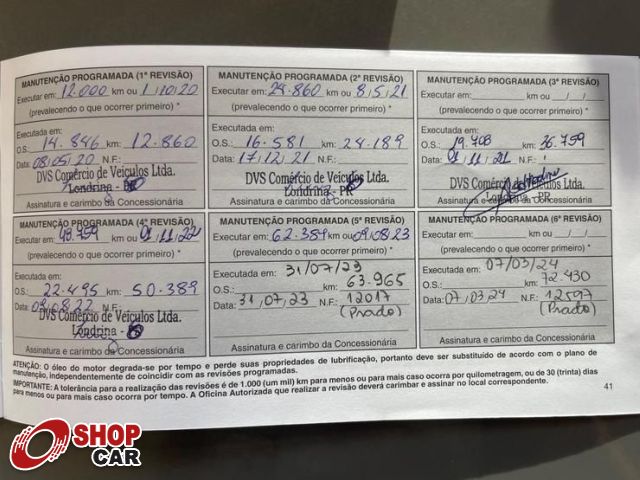 MANUTENÇÃO PROGRAMADA (1ª REVISÃO)
Executar em: 12.000 km ou 1/10/20
(prevalecendo o que ocorrer primeiro) *
Executada em:
O.S.: 14.846 km: 12.860
Data: 08/05/20 N.F.:
DVS Comércio de Veículos Ltda.
Londrina - PR
Assinatura e carimbo da Concessionária
MANUTENÇÃO PROGRAMADA (2ª REVISÃO)
Executar em: 24.860 km ou 8/5/21
(prevalecendo o que ocorrer primeiro) *
Executada em:
O.S.: 16.581 km: 24.189
Data: 17/12/21 N.F.:
DVS Comércio de Veículos Ltda.
Londrina - PR
Assinatura e carimbo da Concessionária
MANUTENÇÃO PROGRAMADA (3ª REVISÃO)
Executar em: km ou / /
(prevalecendo o que ocorrer primeiro) *
Executada em:
O.S.: 19.708 km: 36.759
Data: 01/11/21 N.F.:
DVS Comércio de Veículos Ltda.
PR
Assinatura e carimbo da Concessionária
MANUTENÇÃO PROGRAMADA (4ª REVISÃO)
Executar em: 48.759 km ou 01/11/22
(prevalecendo o que ocorrer primeiro) *
Executada em:
O.S.: 22.495 km: 50.389
Data: N.F.:
DVS Comércio de Veículos Ltda.
Londrina -
Assinatura e carimbo da Concessionária
MANUTENÇÃO PROGRAMADA (5ª REVISÃO)
Executar em: 62.389 km ou 09/08/23
(prevalecendo o que ocorrer primeiro) *
Executada em: 31/07/23
O.S.: km: 63.965
Data: 31/07/23 N.F.: 12017
(Prado)
Assinatura e carimbo da Concessionária
MANUTENÇÃO PROGRAMADA (6ª REVISÃO)
Executar em: km ou / /
(prevalecendo o que ocorrer primeiro) *
Executada em: 07/03/24
O.S.: km: 72.430
Data: 07/03/24 N.F.: 12597
(Prado)
Assinatura e carimbo da Concessionária
ATENÇÃO: O óleo do motor degrada-se por tempo e perde suas propriedades de lubrificação, portanto deve ser substituído de acordo com o plano de
manutenção, independentemente de coincidir com as revisões programadas.
IMPORTANTE: A tolerância para a realização das revisões é de 1.000 (um mil) km para menos ou para mais caso ocorra por quilometragem, ou de 30 (trinta) dias
para menos ou para mais caso ocorra por tempo. A Oficina Autorizada que realizar a revisão deverá carimbar e assinar no local correspondente.
41
SHOP
CAR